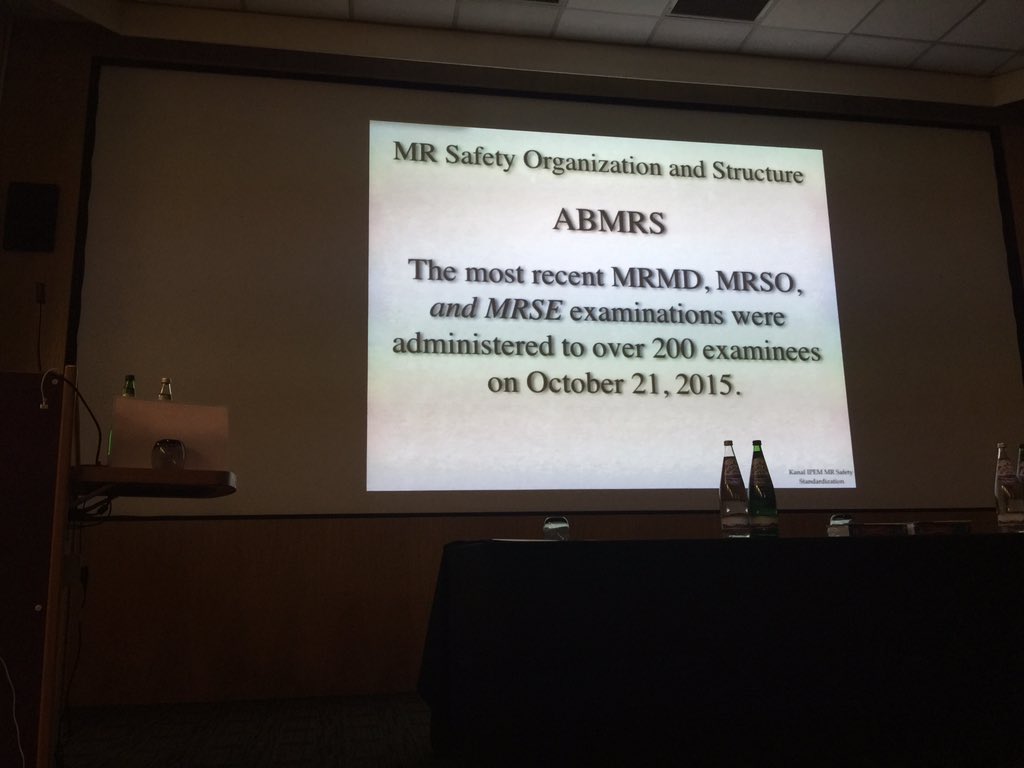 MR Safety Organization and Structure
ABMRS
The most recent MRMD, MRSO,
and MRSE examinations were
administered to over 200 examinees
on October 21, 2015.
Kanal IPEM MR Safety
Standardization